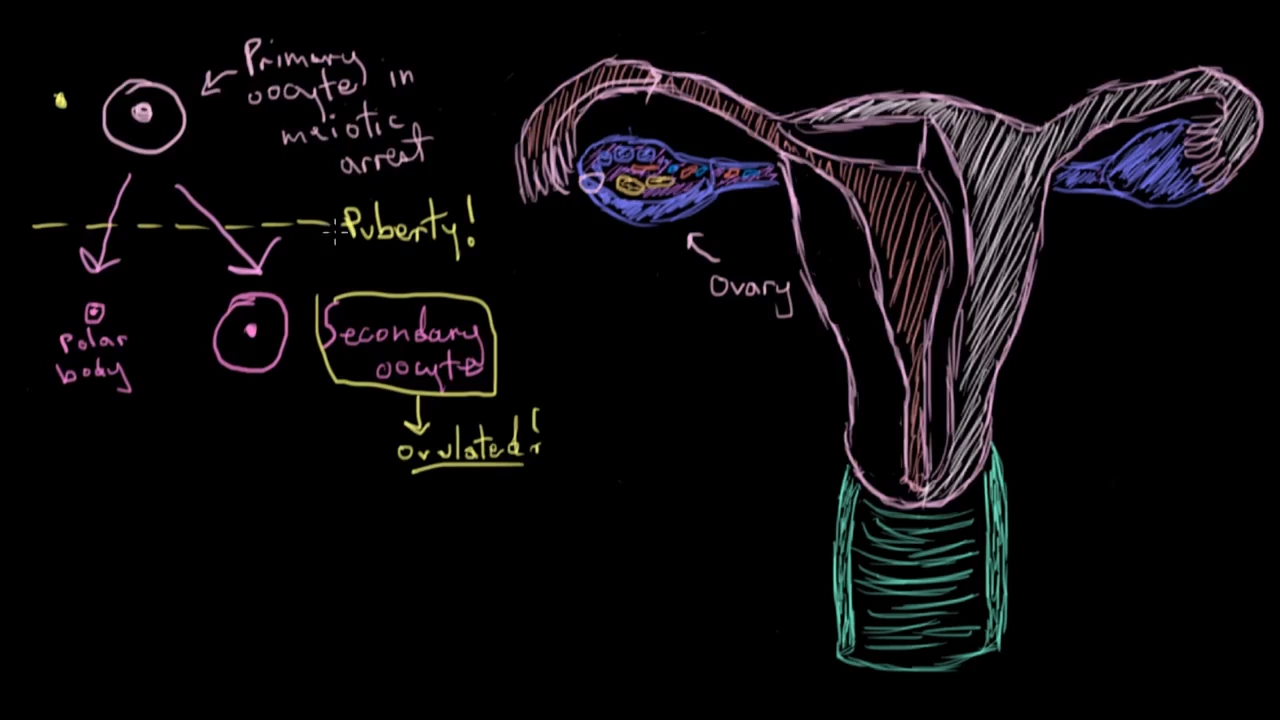 Primary
oocyte in
meiotic
arrest
Puberty!
Polar
body
Secondary
oocyte
Ovulated!
Ovary